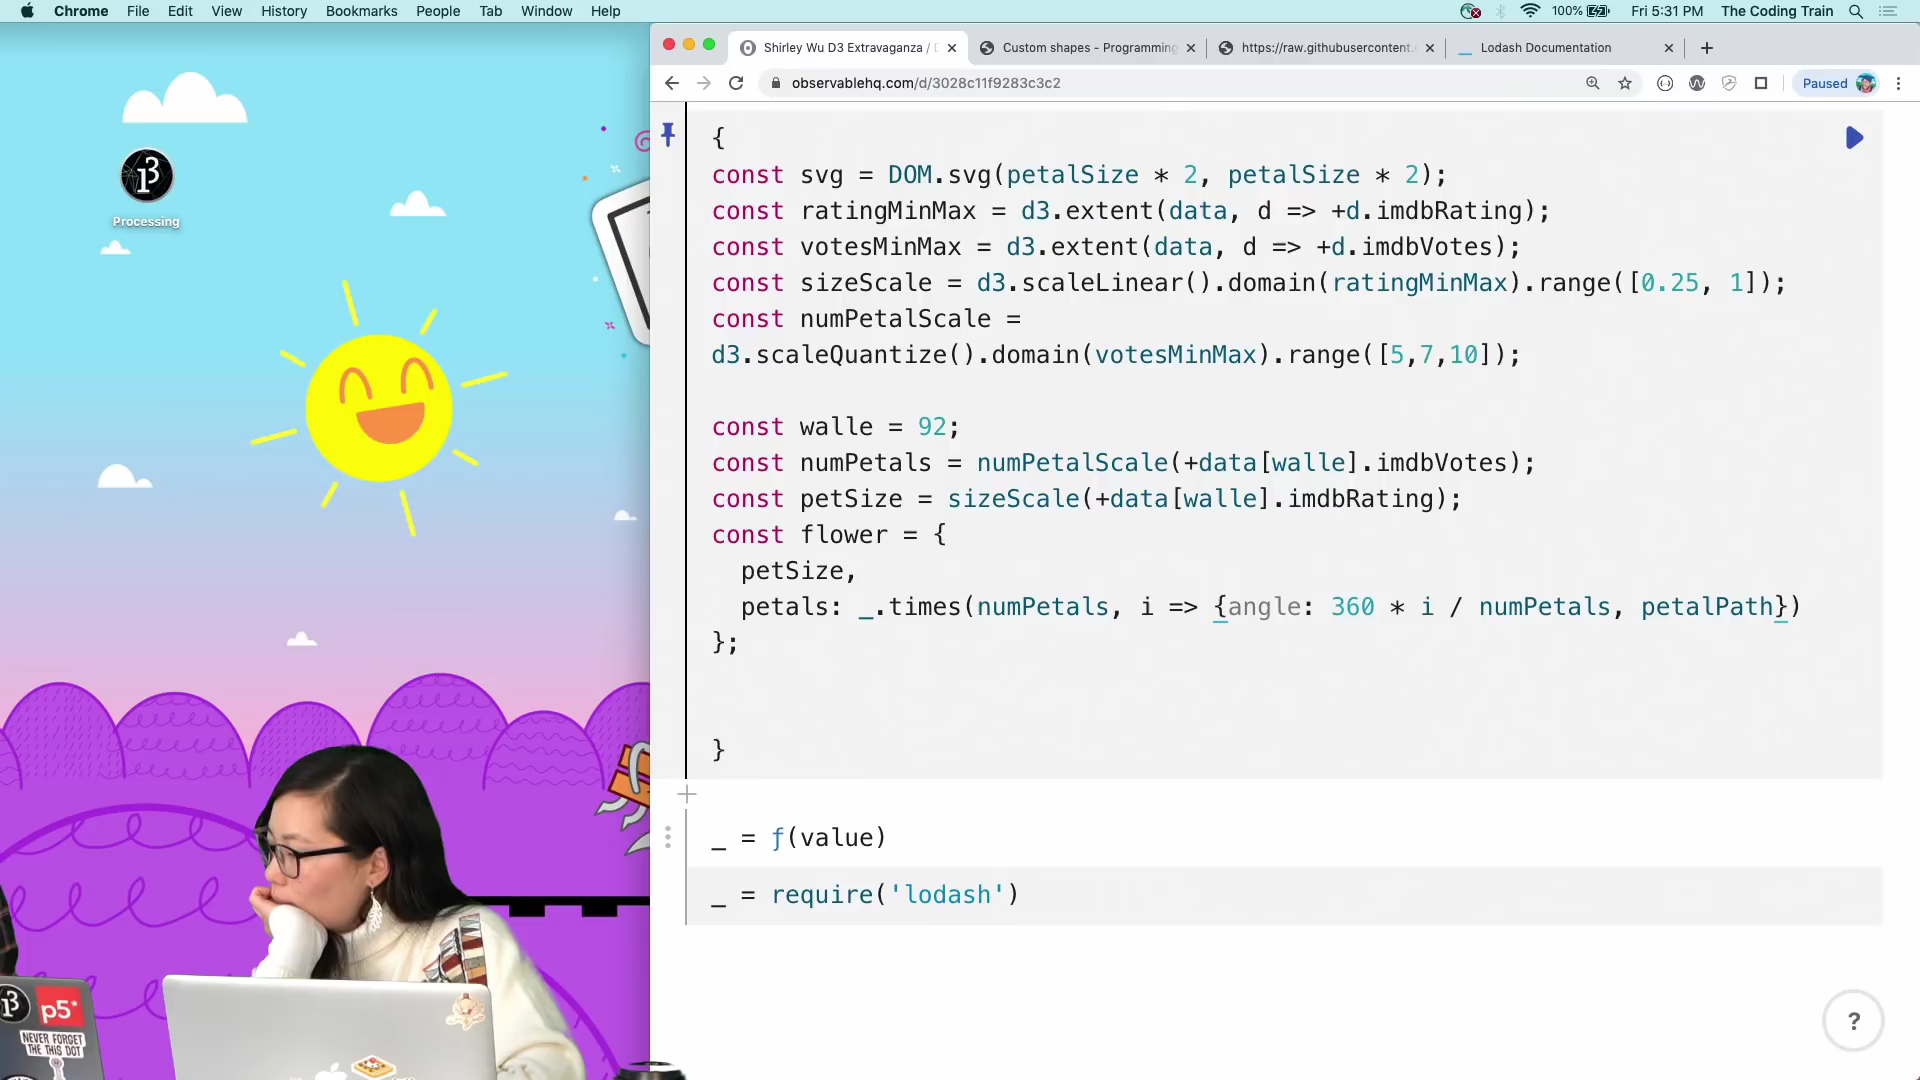 Chrome File Edit View History Bookmarks People Tab Window Help
100% Fri 5:31 PM The Coding Train
Shirley Wu D3 Extravaganza /
Custom shapes - Programming
https://raw.githubusercontent.
Lodash Documentation
observablehq.com/d/3028c11f9283c3c2
Paused
Processing
{
const svg = DOM.svg(petalSize * 2, petalSize * 2);
const ratingMinMax = d3.extent(data, d => +d.imdbRating);
const votesMinMax = d3.extent(data, d => +d.imdbVotes);
const sizeScale = d3.scaleLinear().domain(ratingMinMax).range([0.25, 1]);
const numPetalScale =
d3.scaleQuantize().domain(votesMinMax).range([5,7,10]);
const walle = 92;
const numPetals = numPetalScale(+data[walle].imdbVotes);
const petSize = sizeScale(+data[walle].imdbRating);
const flower = {
petSize,
petals: _.times(numPetals, i => {angle: 360 * i / numPetals, petalPath})
};
}
_ = ƒ(value)
_ = require('lodash')
?
p5*
NEVER FORGET
THE THIS DOT